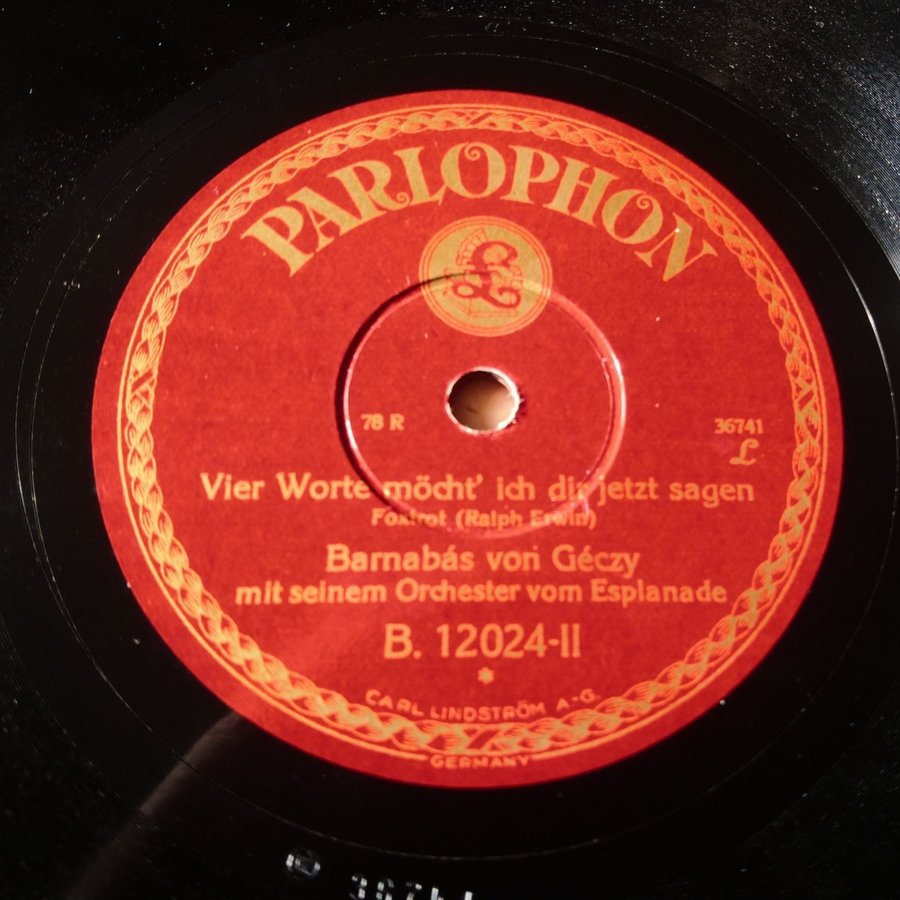 PARLOPHON
£
78 R
36741
L
Vier Worte möcht' ich dir jetzt sagen
Foxtrot (Ralph Erwin)
Barnabás von Géczy
mit seinem Orchester vom Esplanade
B. 12024-II
*
CARL LINDSTRÖM A-G.
GERMANY
36741